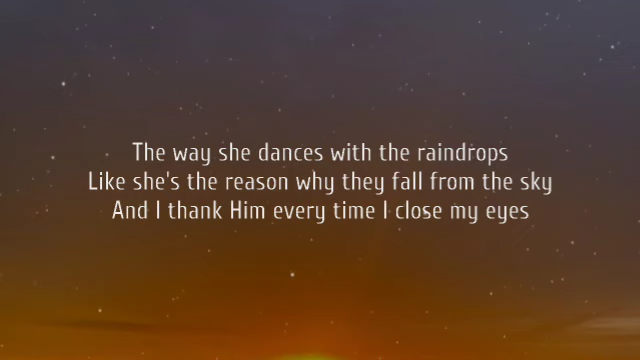 The way she dances with the raindrops
Like she's the reason why they fall from the sky
And I thank Him every time I close my eyes